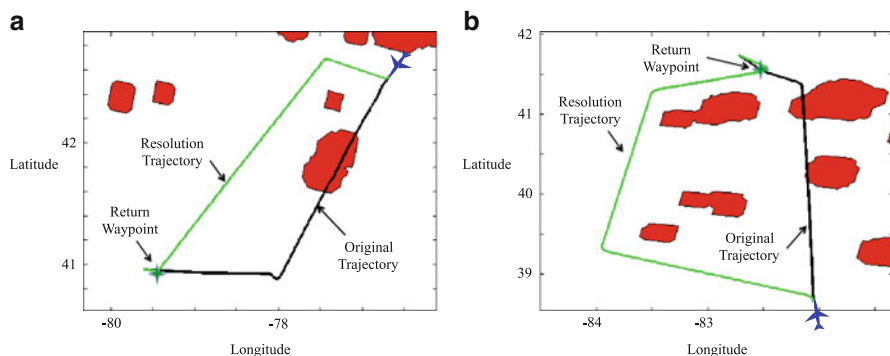 a
Latitude
42
41
-80
-78
Longitude
Resolution
Trajectory
Return
Waypoint
Original
Trajectory
b
Latitude
42
41
40
39
-84
-83
Longitude
Return
Waypoint
Resolution
Trajectory
Original
Trajectory